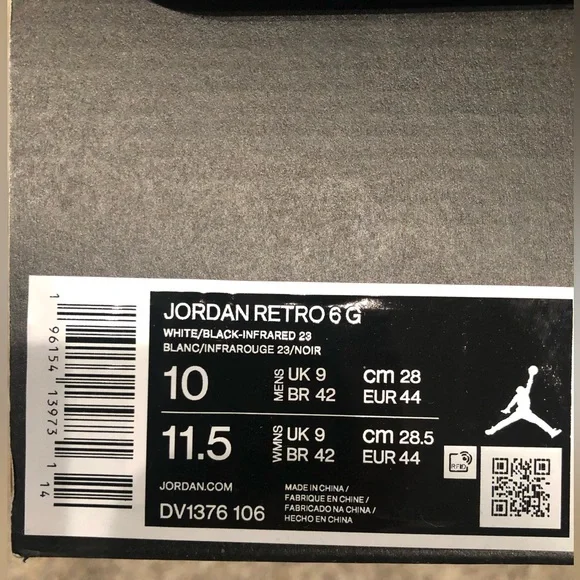 JORDAN RETRO 6 G
WHITE/BLACK-INFRARED 23
BLANC/INFRAROUGE 23/NOIR
10 MENS UK 9 cm 28
BR 42 EUR 44
11.5 WMNS UK 9 cm 28.5
BR 42 EUR 44
RFID
JORDAN.COM
DV1376 106
MADE IN CHINA /
FABRIQUE EN CHINE /
FABRICADO NA CHINA /
HECHO EN CHINA
1 96154 13973 1 14